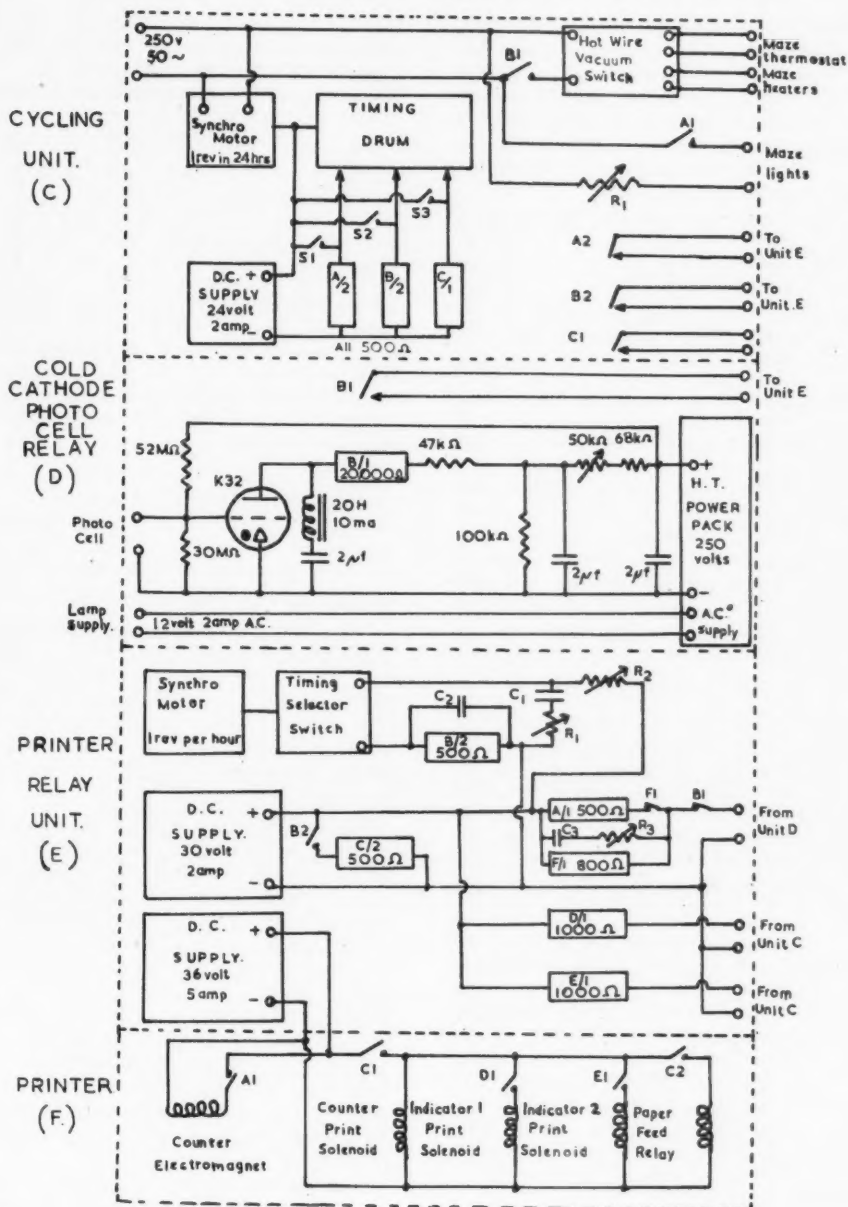 CYCLING
UNIT.
(C)
250v
50~
Synchro
Motor
1rev in 24hrs
TIMING
DRUM
B1
Hot Wire
Vacuum
Switch
Maze
thermostat
Maze
heaters
A1
Maze
lights
R1
S3
S2
S1
A2
To
Unit E
D.C. +
SUPPLY
24volt
2amp -
A/2
B/2
C/1
B2
To
Unit.E
C1
All 500Ω
COLD
CATHODE
PHOTO
CELL
RELAY
(D)
B1
To
Unit E
52MΩ
K32
B/1
20,000Ω
47kΩ
50kΩ
68kΩ
+
H.T.
POWER
PACK
250
volts
-
20H
10ma
Photo
Cell
30MΩ
2μf
100kΩ
2μf
2μf
Lamp
Supply.
12volt 2amp A.C.
A.C.
supply
PRINTER
RELAY
UNIT.
(E)
Synchro
Motor
1rev per hour
Timing
Selector
Switch
C2
B/2
500Ω
C1
R1
R2
D.C. +
SUPPLY.
30volt
2amp -
B2
C/2
500Ω
A/1 500Ω
F1
B1
From
Unit D
C3
R3
F/1 800Ω
D.C. +
SUPPLY.
36volt
5amp -
D/1
1000Ω
From
Unit C
E/1
1000Ω
From
Unit C
PRINTER
(F.)
A1
Counter
Electromagnet
C1
Counter
Print
Solenoid
D1
Indicator 1
Print
Solenoid
E1
Indicator 2
Print
Solenoid
C2
Paper
Feed
Relay